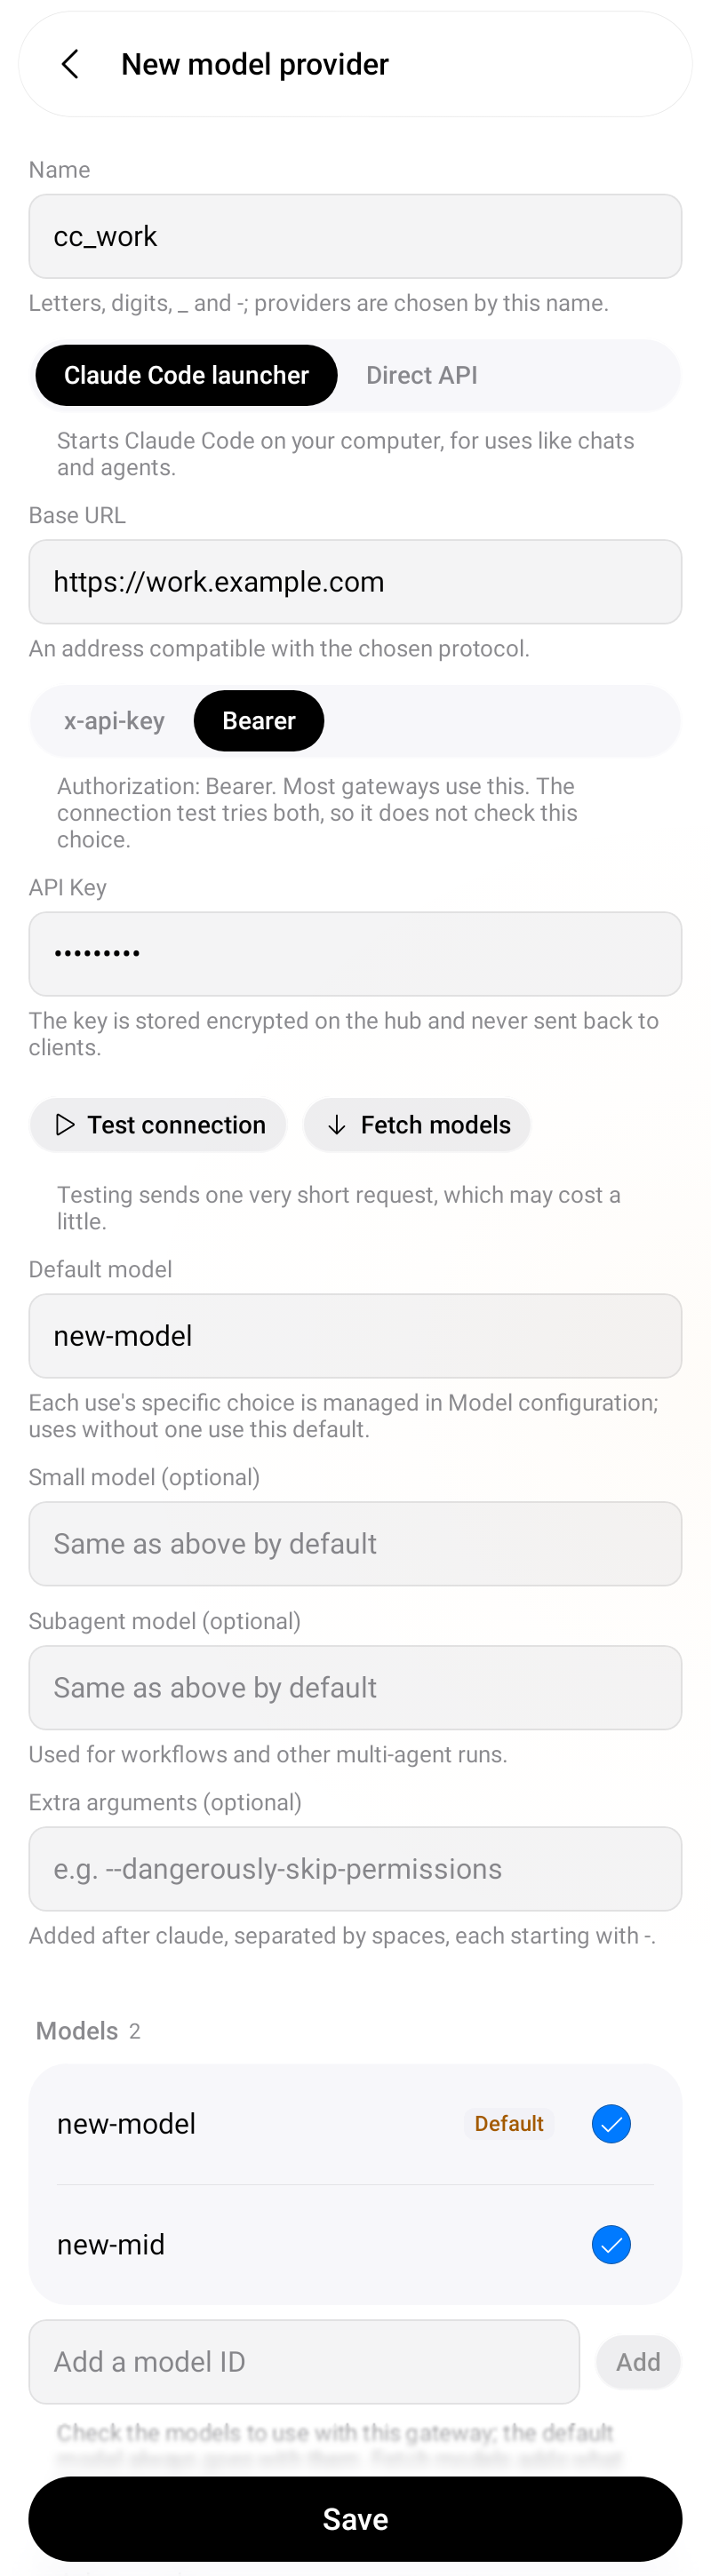 New model provider
Name
cc_work
Letters, digits, _ and -; providers are chosen by this name.
Claude Code launcher
Direct API
Starts Claude Code on your computer, for uses like chats
and agents.
Base URL
https://work.example.com
An address compatible with the chosen protocol.
x-api-key
Bearer
Authorization: Bearer. Most gateways use this. The
connection test tries both, so it does not check this
choice.
API Key
•••••••••
The key is stored encrypted on the hub and never sent back to
clients.
Test connection
Fetch models
Testing sends one very short request, which may cost a
little.
Default model
new-model
Each use's specific choice is managed in Model configuration;
uses without one use this default.
Small model (optional)
Same as above by default
Subagent model (optional)
Same as above by default
Used for workflows and other multi-agent runs.
Extra arguments (optional)
e.g. --dangerously-skip-permissions
Added after claude, separated by spaces, each starting with -.
Models 2
new-model
Default
new-mid
Add a model ID
Add
Check the models to use with this gateway; the default
Save